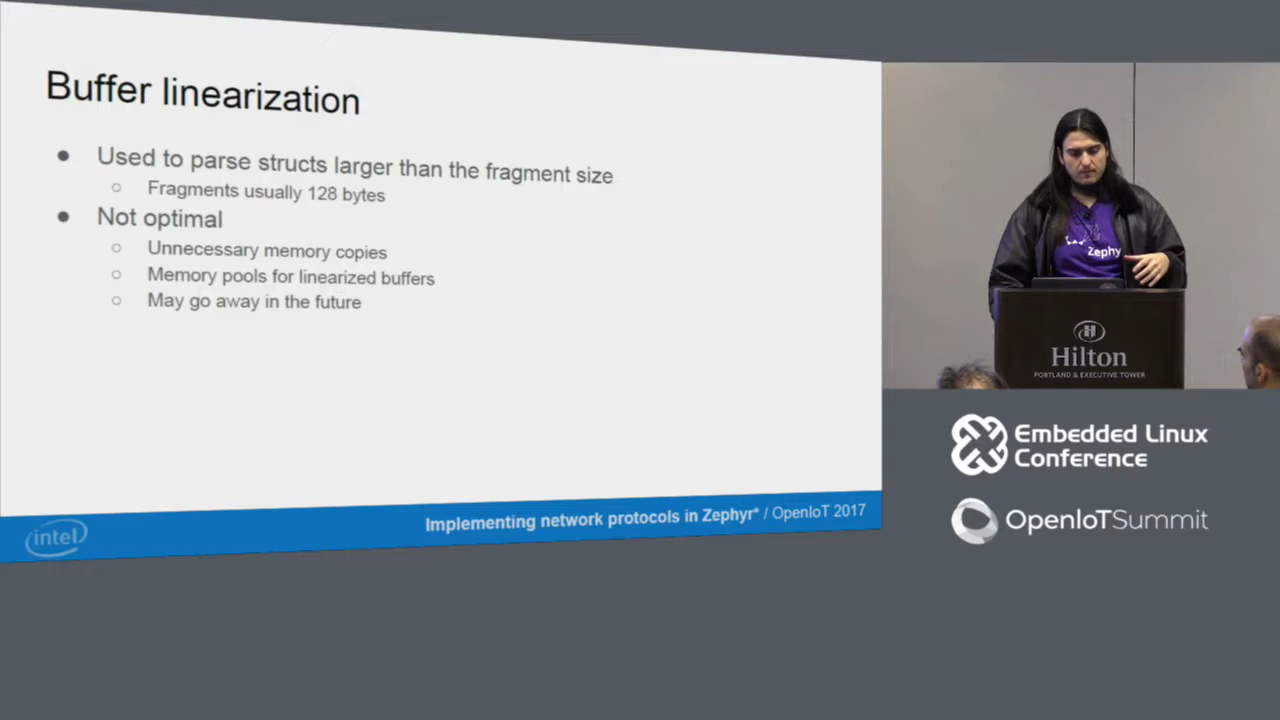 Buffer linearization
Used to parse structs larger than the fragment size
Fragments usually 128 bytes
Not optimal
Unnecessary memory copies
Memory pools for linearized buffers
May go away in the future
intel
Implementing network protocols in Zephyr* / OpenIoT 2017
Zephy
Hilton
PORTLAND & EXECUTIVE TOWER
Embedded Linux
Conference
OpenIoTSummit